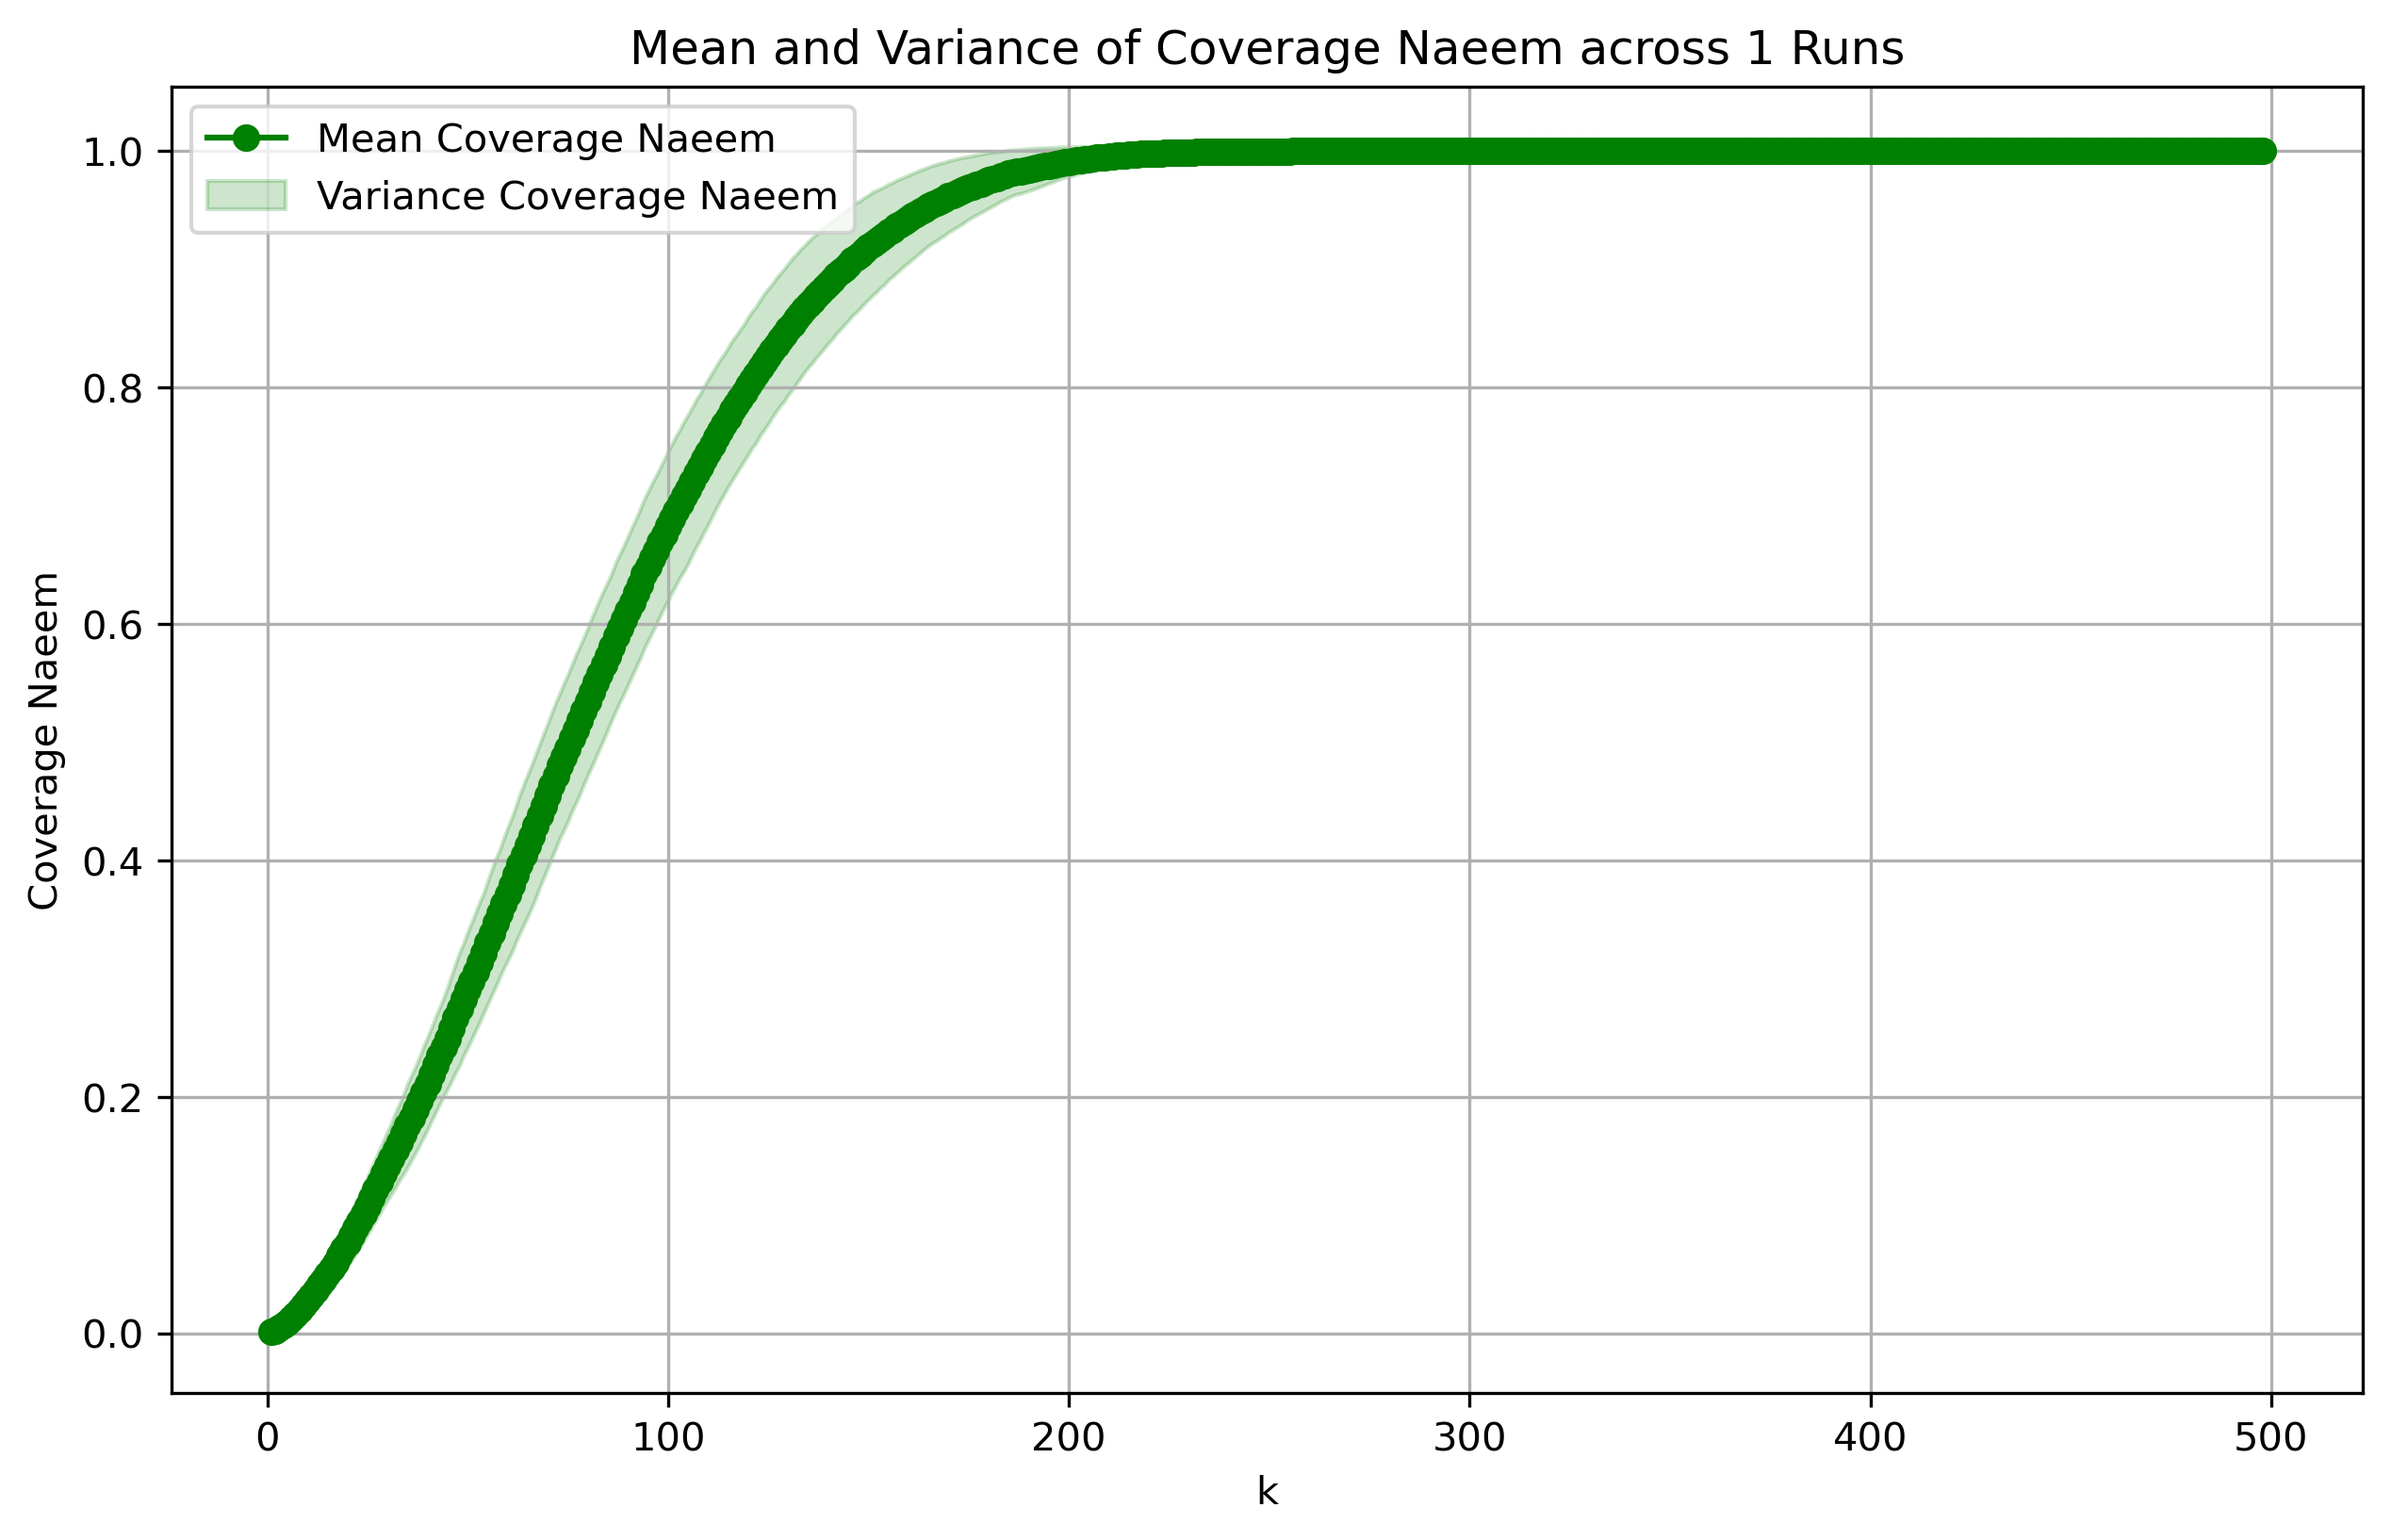 Mean and Variance of Coverage Naeem across 1 Runs
Mean Coverage Naeem
Variance Coverage Naeem
Coverage Naeem
1.0
0.8
0.6
0.4
0.2
0.0
0 100 200 300 400 500
k